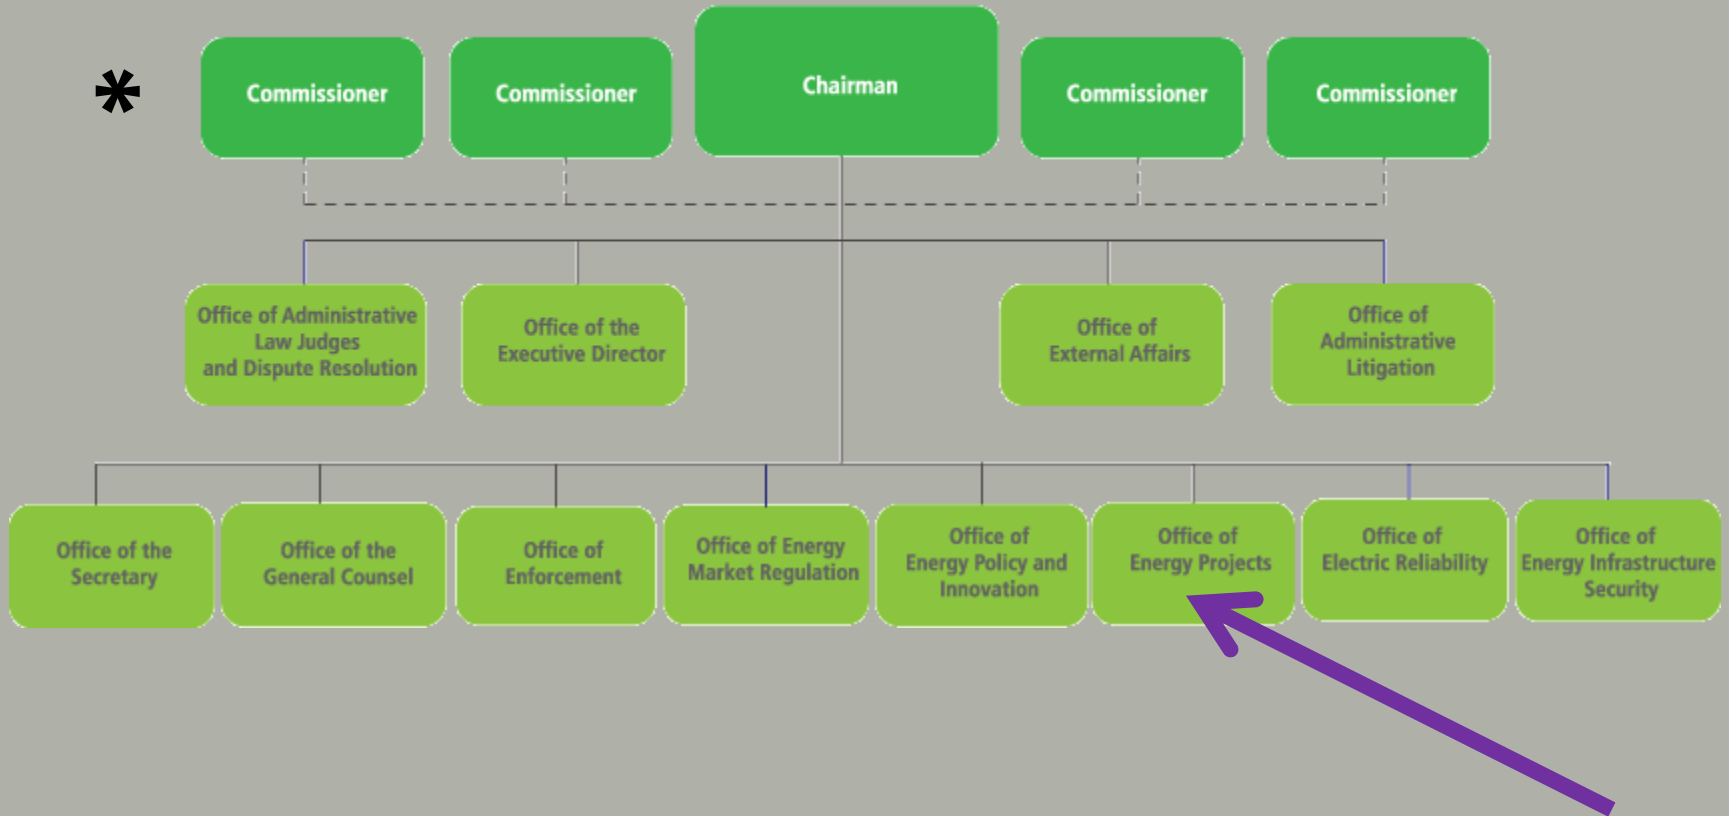 *
Commissioner
Commissioner
Chairman
Commissioner
Commissioner
Office of Administrative
Law Judges
and Dispute Resolution
Office of the
Executive Director
Office of
External Affairs
Office of
Administrative
Litigation
Office of the
Secretary
Office of the
General Counsel
Office of
Enforcement
Office of Energy
Market Regulation
Office of
Energy Policy and
Innovation
Office of
Energy Projects
Office of
Electric Reliability
Office of
Energy Infrastructure
Security